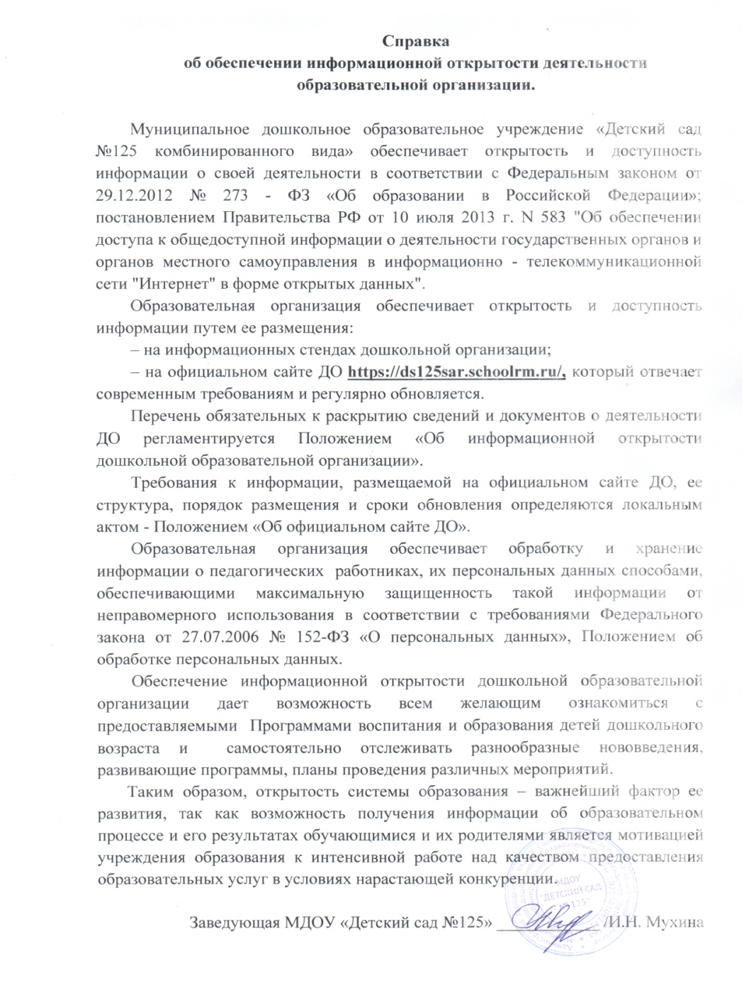 Справка
об обеспечении информационной открытости деятельности
образовательной организации.
Муниципальное дошкольное образовательное учреждение «Детский сад
№125 комбинированного вида» обеспечивает открытость и доступность
информации о своей деятельности в соответствии с Федеральным законом от
29.12.2012 № 273 - ФЗ «Об образовании в Российской Федерации»;
постановлением Правительства РФ от 10 июля 2013 г. N 583 "Об обеспечении
доступа к общедоступной информации о деятельности государственных органов и
органов местного самоуправления в информационно - телекоммуникационной
сети "Интернет" в форме открытых данных".
Образовательная организация обеспечивает открытость и доступность
информации путем ее размещения:
– на информационных стендах дошкольной организации;
– на официальном сайте ДО https://ds125sar.schoolrm.ru/, который отвечает
современным требованиям и регулярно обновляется.
Перечень обязательных к раскрытию сведений и документов о деятельности
ДО регламентируется Положением «Об информационной открытости
дошкольной образовательной организации».
Требования к информации, размещаемой на официальном сайте ДО, ее
структура, порядок размещения и сроки обновления определяются локальным
актом - Положением «Об официальном сайте ДО».
Образовательная организация обеспечивает обработку и хранение
информации о педагогических работниках, их персональных данных способами,
обеспечивающими максимальную защищенность такой информации от
неправомерного использования в соответствии с требованиями Федерального
закона от 27.07.2006 № 152-ФЗ «О персональных данных», Положением об
обработке персональных данных.
Обеспечение информационной открытости дошкольной образовательной
организации дает возможность всем желающим ознакомиться с
предоставляемыми Программами воспитания и образования детей дошкольного
возраста и самостоятельно отслеживать разнообразные нововведения,
развивающие программы, планы проведения различных мероприятий.
Таким образом, открытость системы образования – важнейший фактор ее
развития, так как возможность получения информации об образовательном
процессе и его результатах обучающимися и их родителями является мотивацией
учреждения образования к интенсивной работе над качеством предоставления
образовательных услуг в условиях нарастающей конкуренции.
МДОУ
"ДЕТСКИЙ САД
№ 125"
Заведующая МДОУ «Детский сад №125» ____________ /И.Н. Мухина